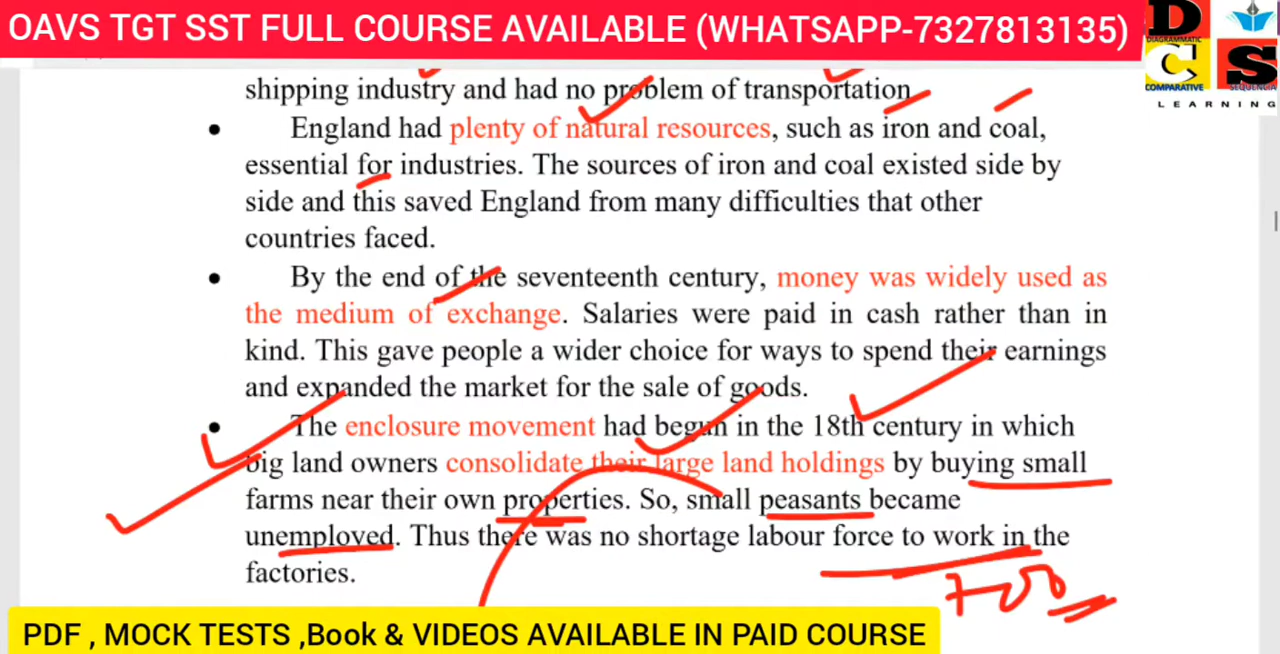 OAVS TGT SST FULL COURSE AVAILABLE (WHATSAPP-7327813135)
D
DIAGRAMMATIC
C S
COMPARATIVE SEQUENCIA
LEARNING
shipping industry and had no problem of transportation
• England had plenty of natural resources, such as iron and coal,
essential for industries. The sources of iron and coal existed side by
side and this saved England from many difficulties that other
countries faced.
• By the end of the seventeenth century, money was widely used as
the medium of exchange. Salaries were paid in cash rather than in
kind. This gave people a wider choice for ways to spend their earnings
and expanded the market for the sale of goods.
• The enclosure movement had begun in the 18th century in which
big land owners consolidate their large land holdings by buying small
farms near their own properties. So, small peasants became
unemployed. Thus there was no shortage labour force to work in the
factories.
PDF , MOCK TESTS ,Book & VIDEOS AVAILABLE IN PAID COURSE